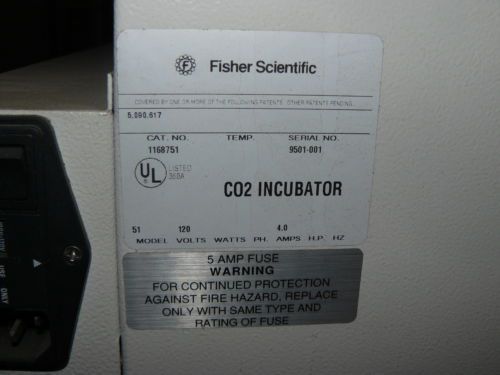 Fisher Scientific
COVERED BY ONE OR MORE OF THE FOLLOWING PATENTS. OTHER PATENTS PENDING.
5,090,617
CAT. NO. TEMP. SERIAL NO.
1168751 9501-001
UL LISTED
368A
CO2 INCUBATOR
51 120 4.0
MODEL VOLTS WATTS PH. AMPS H.P. HZ
5 AMP FUSE
WARNING
FOR CONTINUED PROTECTION
AGAINST FIRE HAZARD, REPLACE
ONLY WITH SAME TYPE AND
RATING OF FUSE
USE ONLY